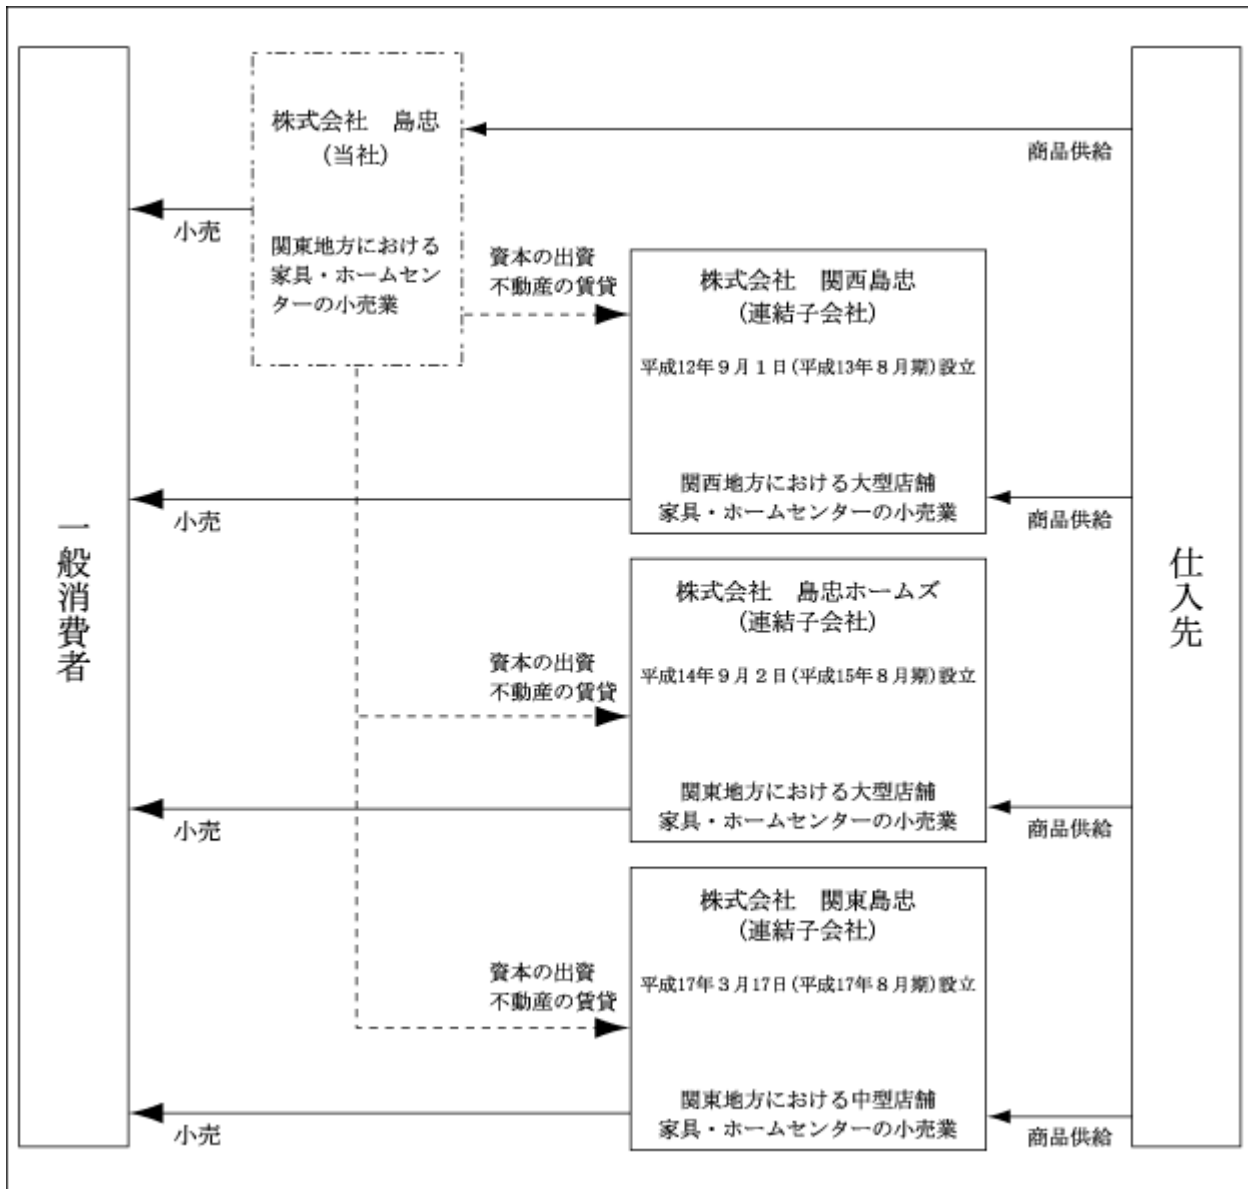 株式会社　島忠
(当社)
関東地方における
家具・ホームセン
ターの小売業
商品供給
小売
資本の出資
不動産の賃貸
株式会社　関西島忠
(連結子会社)
平成12年９月１日(平成13年８月期)設立
関西地方における大型店舗
家具・ホームセンターの小売業
小売
商品供給
一般消費者
仕入先
株式会社　島忠ホームズ
(連結子会社)
資本の出資
不動産の賃貸
平成14年９月２日(平成15年８月期)設立
関東地方における大型店舗
家具・ホームセンターの小売業
小売
商品供給
株式会社　関東島忠
(連結子会社)
資本の出資
不動産の賃貸
平成17年３月17日(平成17年８月期)設立
関東地方における中型店舗
家具・ホームセンターの小売業
小売
商品供給